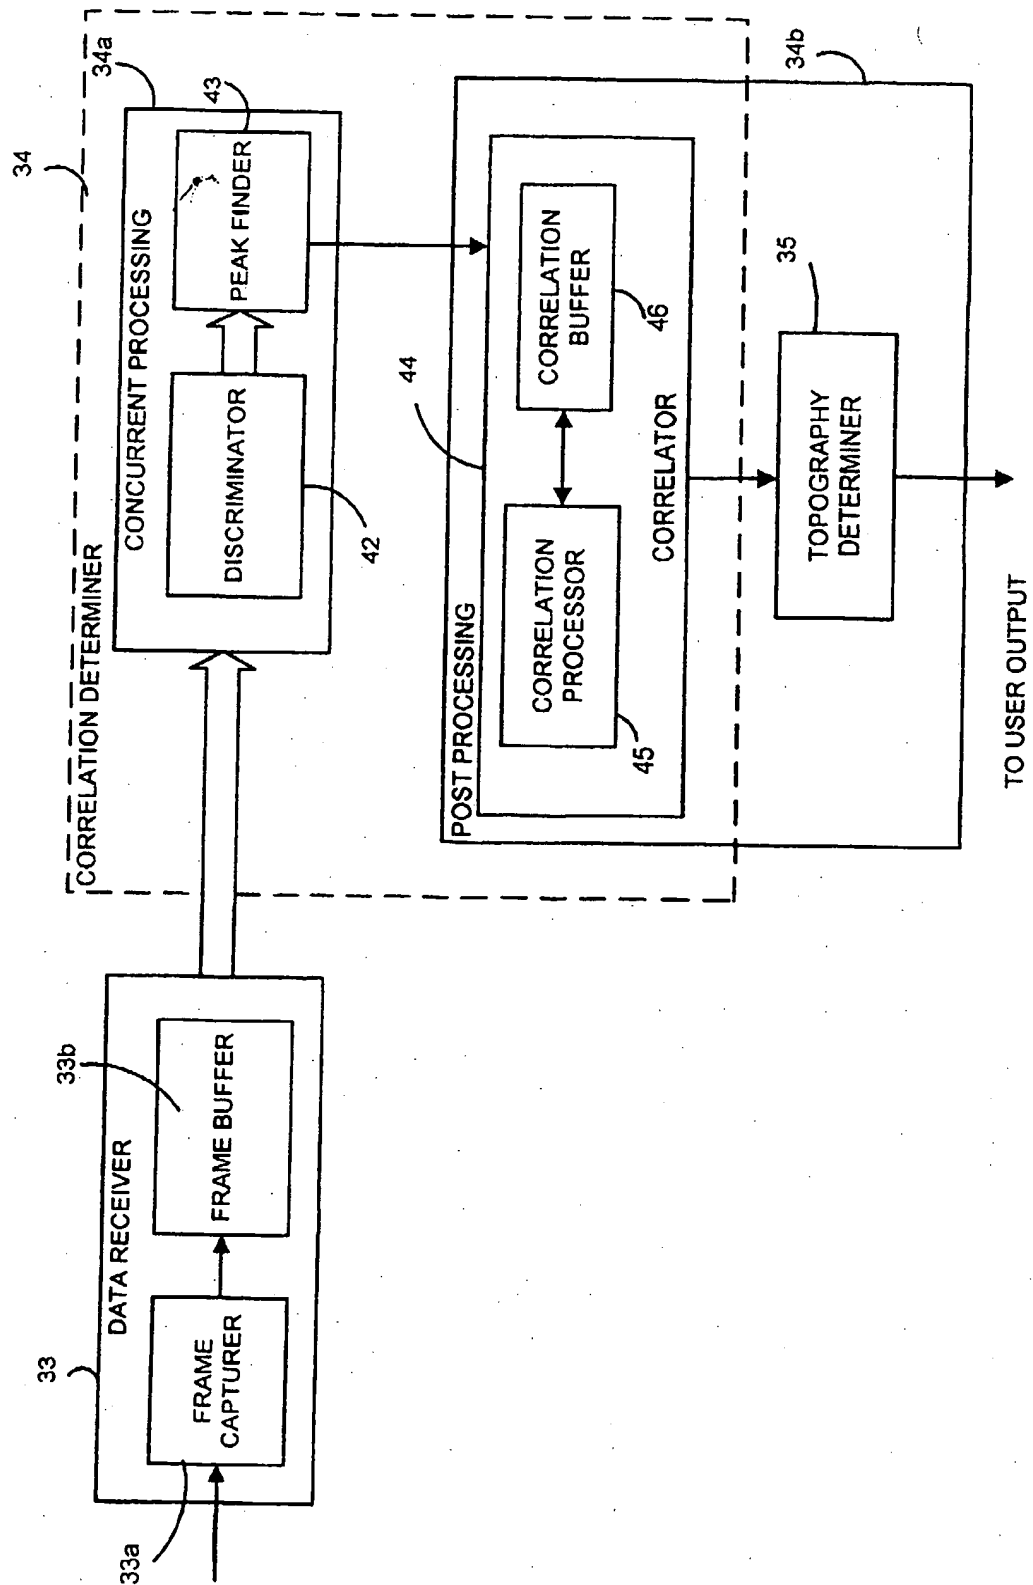 33
DATA RECEIVER
33a
FRAME
CAPTURER
33b
FRAME BUFFER
34
CORRELATION DETERMINER
34a
CONCURRENT PROCESSING
DISCRIMINATOR
42
PEAK FINDER
43
34b
POST PROCESSING
44
CORRELATION
PROCESSOR
45
CORRELATION
BUFFER
46
CORRELATOR
35
TOPOGRAPHY
DETERMINER
TO USER OUTPUT